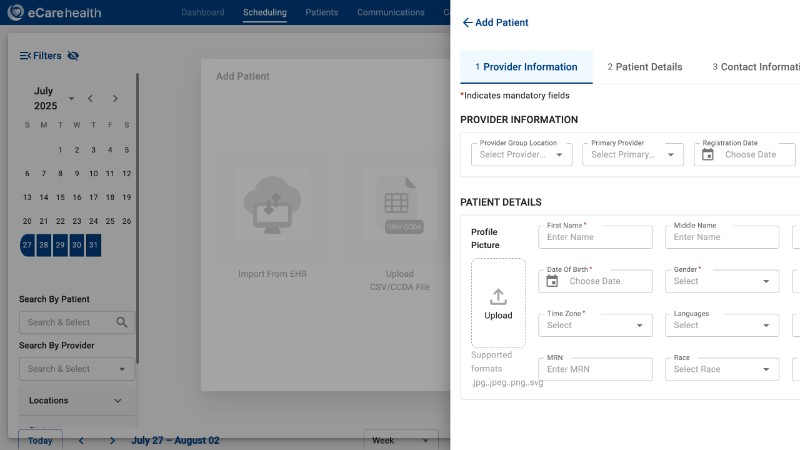 eCarehealth
Dashboard
Scheduling
Patients
Communications
Filters
July
2025
S M T W T F S
1 2 3 4 5
6 7 8 9 10 11 12
13 14 15 16 17 18 19
20 21 22 23 24 25 26
27 28 29 30 31
Search By Patient
Search & Select
Search By Provider
Search & Select
Locations
Today
July 27 – August 02
Week
Add Patient
Import From EHR
CSV/ CCDA
Upload
CSV/CCDA File
Add Patient
1 Provider Information
2 Patient Details
3 Contact Informati
*Indicates mandatory fields
PROVIDER INFORMATION
Provider Group Location
Select Provider...
Primary Provider
Select Primary...
Registration Date
Choose Date
PATIENT DETAILS
Profile
Picture
Upload
Supported
formats
.jpg,.jpeg,.png,.svg
First Name *
Enter Name
Middle Name
Enter Name
Date Of Birth *
Choose Date
Gender *
Select
Time Zone *
Select
Languages
Select
MRN
Enter MRN
Race
Select Race